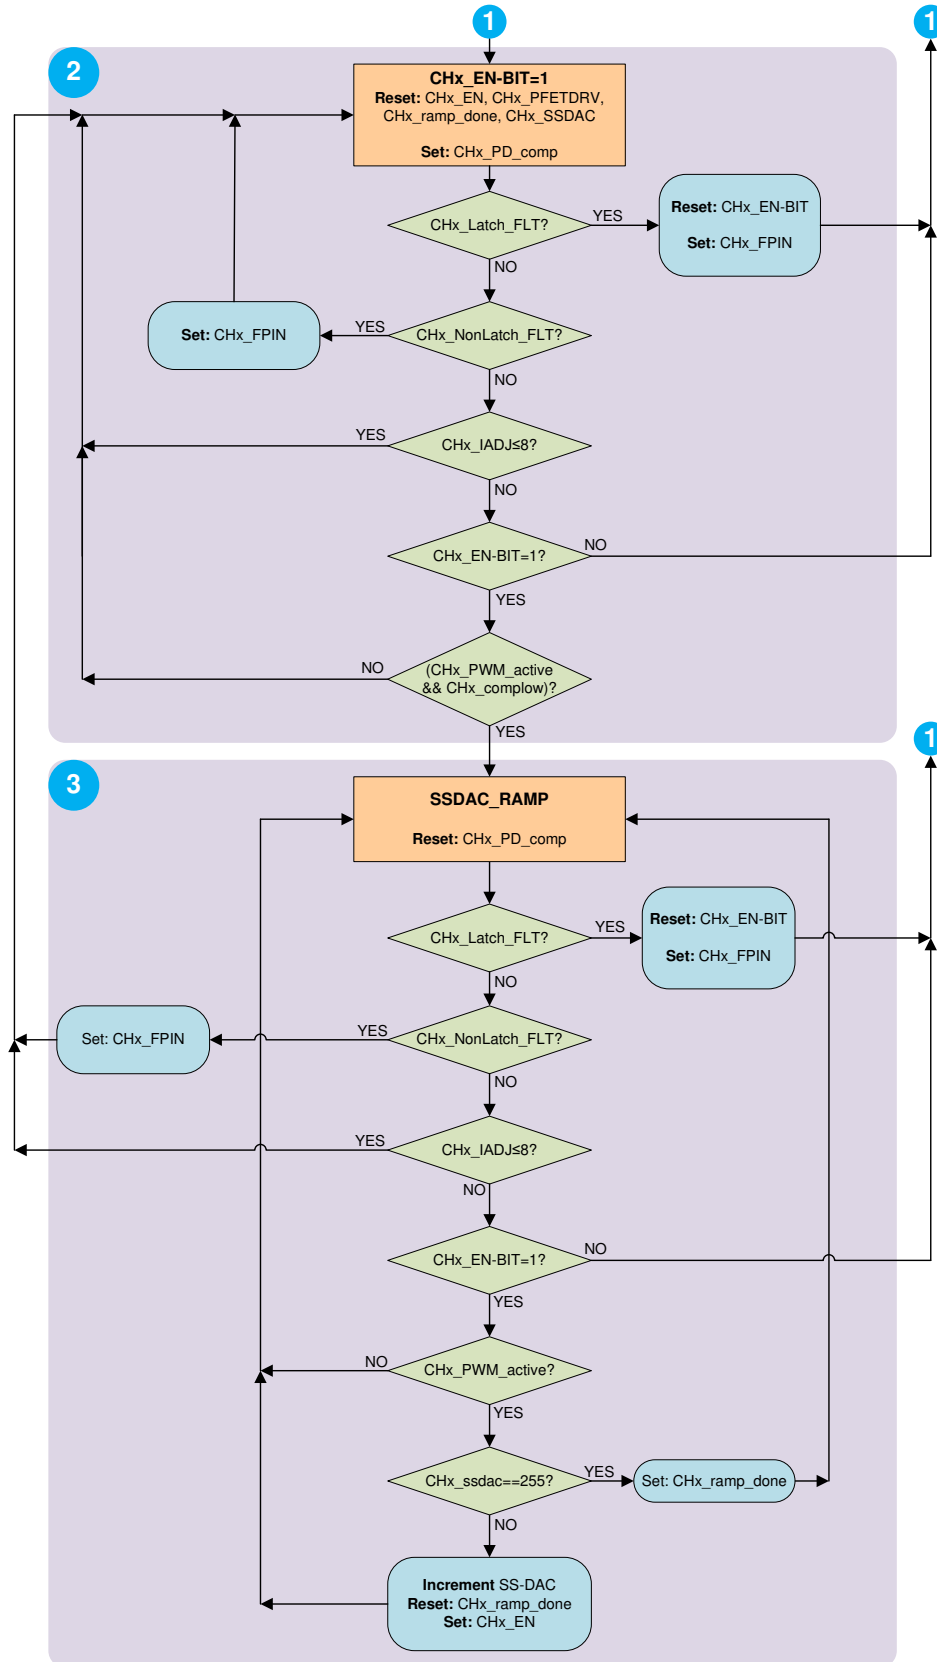 1
1
2
CHx_EN-BIT=1
Reset: CHx_EN, CHx_PFETDRV,
CHx_ramp_done, CHx_SSDAC
Set: CHx_PD_comp
CHx_Latch_FLT?
YES
Reset: CHx_EN-BIT
Set: CHx_FPIN
NO
CHx_NonLatch_FLT?
YES
Set: CHx_FPIN
NO
CHx_IADJ≤8?
YES
NO
CHx_EN-BIT=1?
NO
YES
(CHx_PWM_active
&& CHx_complow)?
NO
YES
1
3
SSDAC_RAMP
Reset: CHx_PD_comp
CHx_Latch_FLT?
YES
Reset: CHx_EN-BIT
Set: CHx_FPIN
NO
CHx_NonLatch_FLT?
YES
Set: CHx_FPIN
NO
CHx_IADJ≤8?
YES
NO
CHx_EN-BIT=1?
NO
YES
CHx_PWM_active?
NO
YES
CHx_ssdac==255?
YES
Set: CHx_ramp_done
NO
Increment SS-DAC
Reset: CHx_ramp_done
Set: CHx_EN